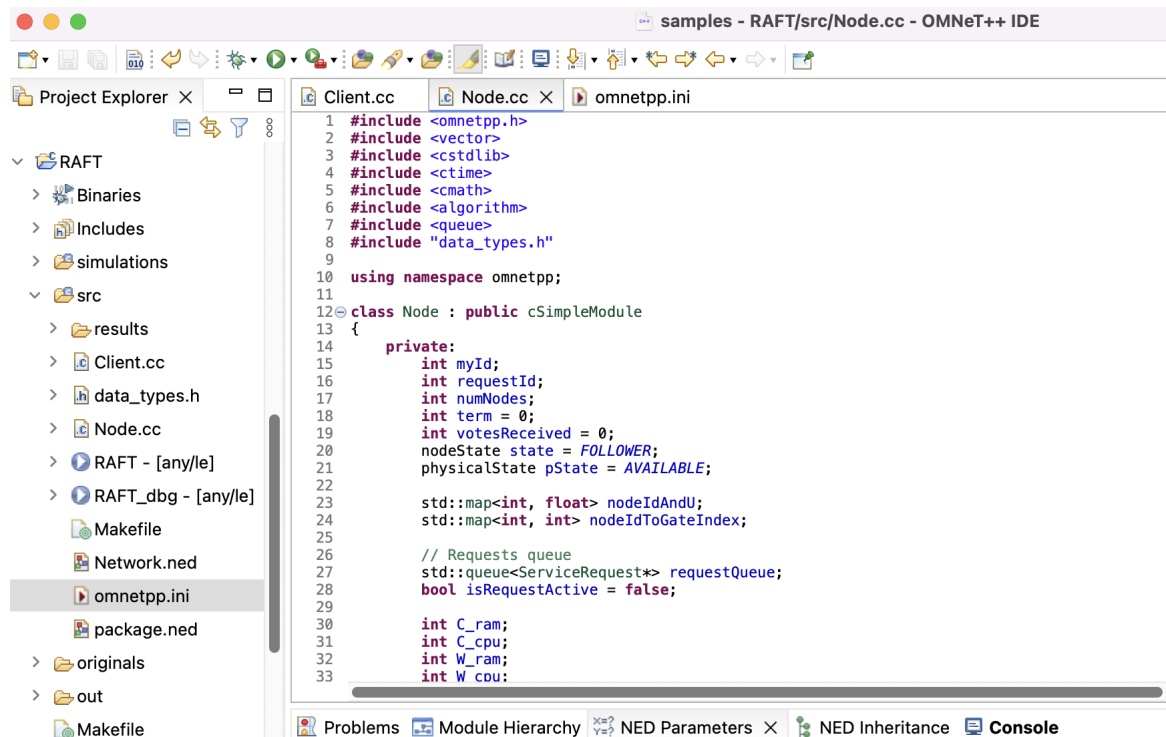 samples - RAFT/src/Node.cc - OMNeT++ IDE
Project Explorer
RAFT
Binaries
Includes
simulations
src
results
Client.cc
data_types.h
Node.cc
RAFT - [any/le]
RAFT_dbg - [any/le]
Makefile
Network.ned
omnetpp.ini
package.ned
originals
out
Makefile
Client.cc Node.cc omnetpp.ini
1 #include <omnetpp.h>
2 #include <vector>
3 #include <cstdlib>
4 #include <ctime>
5 #include <cmath>
6 #include <algorithm>
7 #include <queue>
8 #include "data_types.h"
9
10 using namespace omnetpp;
11
12 class Node : public cSimpleModule
13 {
14     private:
15         int myId;
16         int requestId;
17         int numNodes;
18         int term = 0;
19         int votesReceived = 0;
20         nodeState state = FOLLOWER;
21         physicalState pState = AVAILABLE;
22
23         std::map<int, float> nodeIdAndU;
24         std::map<int, int> nodeIdToGateIndex;
25
26         // Requests queue
27         std::queue<ServiceRequest*> requestQueue;
28         bool isRequestActive = false;
29
30         int C_ram;
31         int C_cpu;
32         int W_ram;
33         int W_cpu;
Problems Module Hierarchy NED Parameters NED Inheritance Console